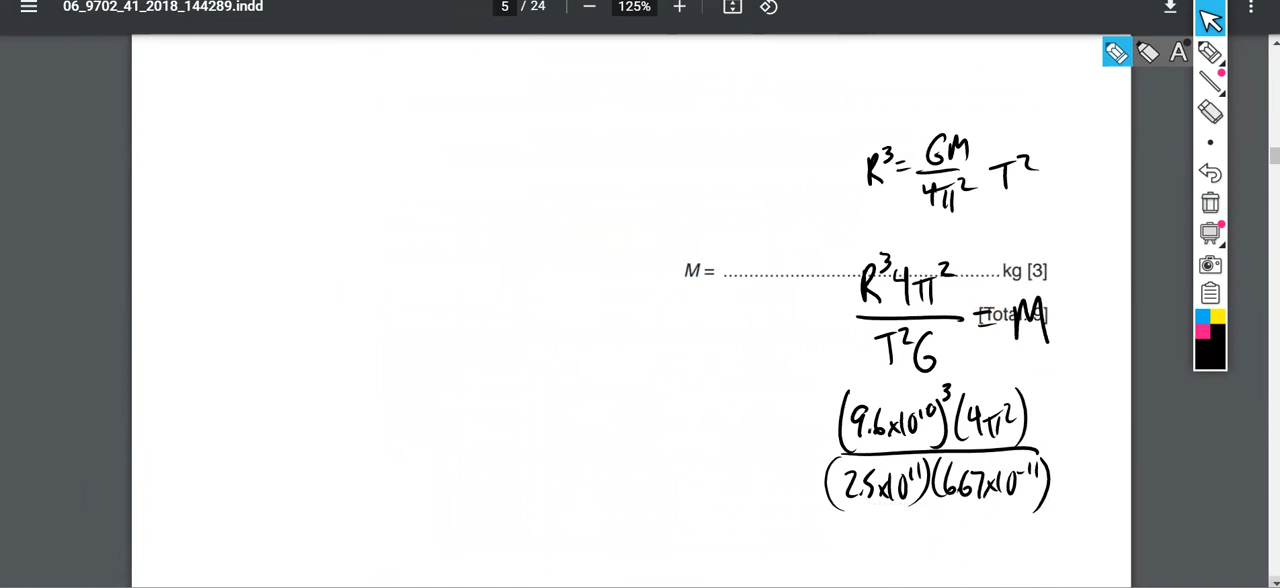 06_9702_41_2018_144289.indd 5 / 24 125%
A
R³ = GM/4π² T²
M = .......................................................... kg [3]
R³4π²/T²G = M
[Total: 9]
(9.6×10¹⁰)³(4π²)
(2.5×10¹¹)(6.67×10⁻¹¹)